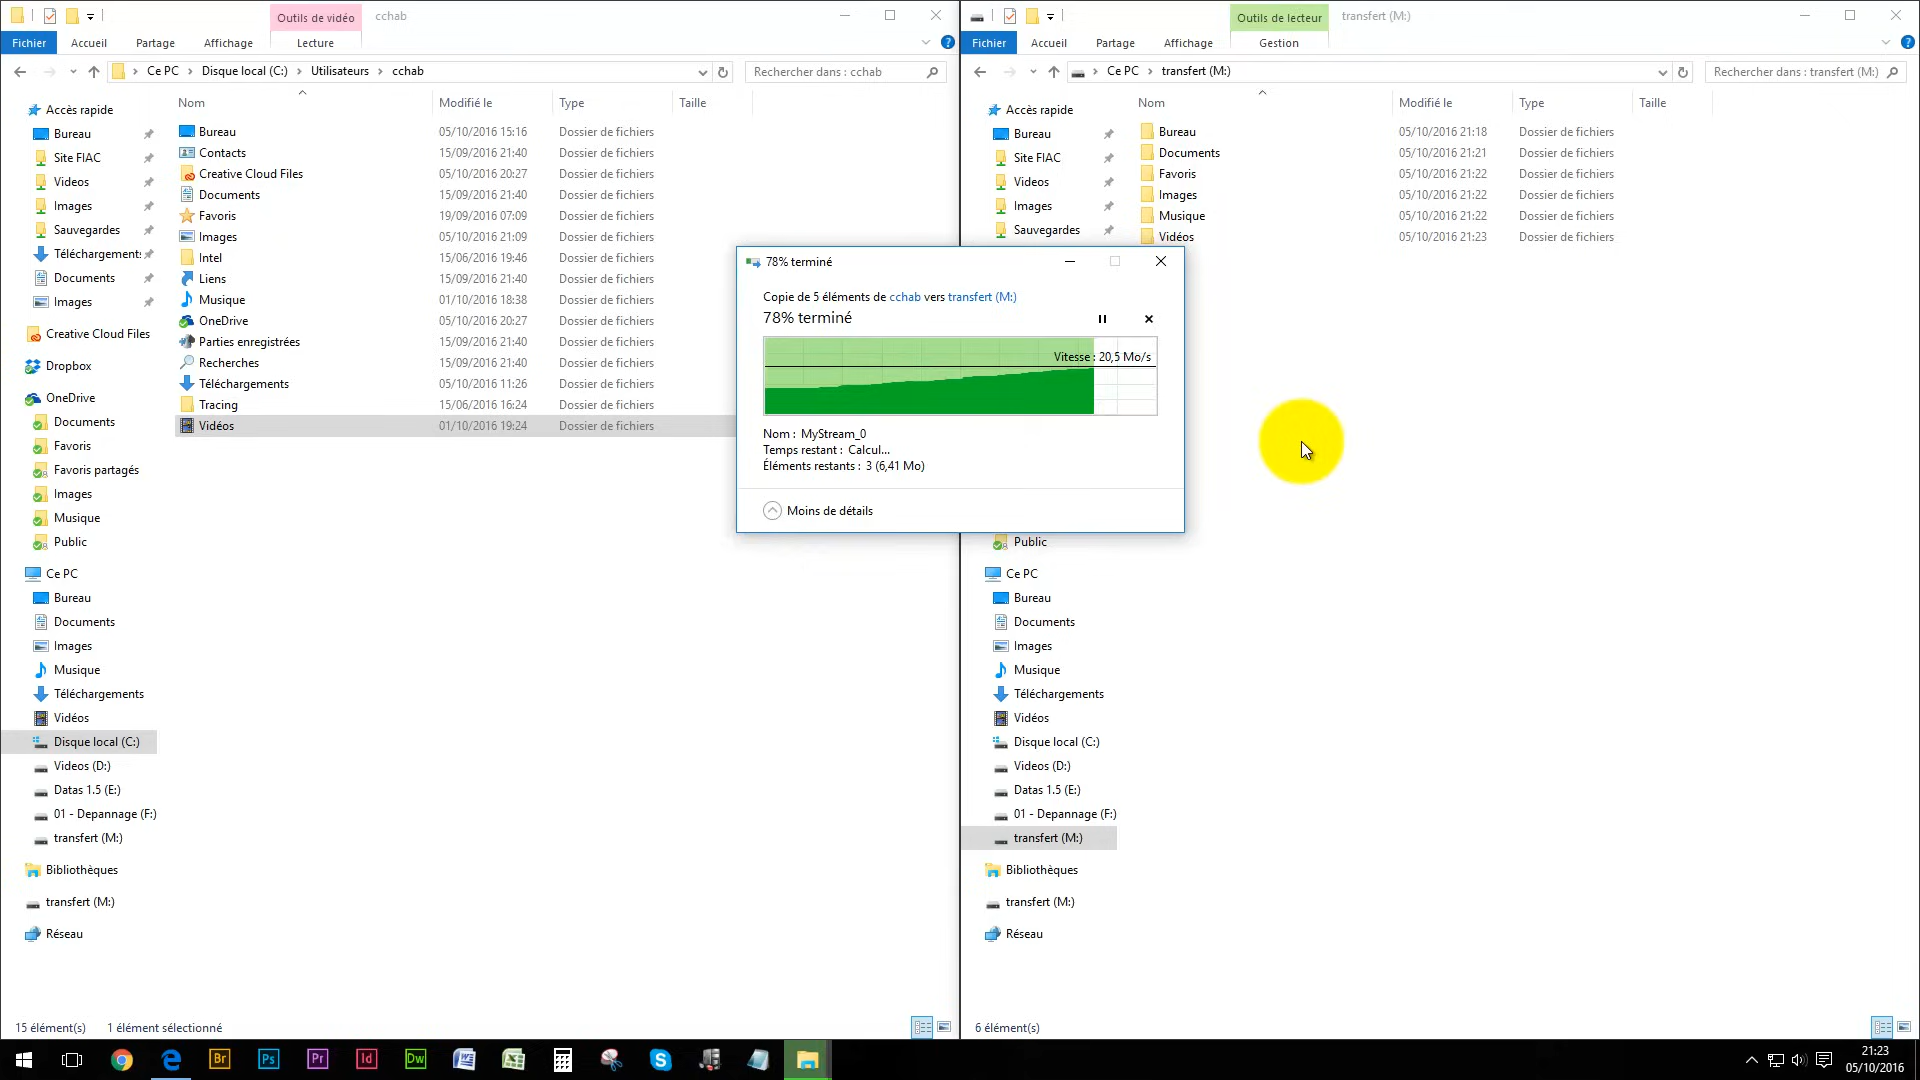 Outils de vidéo
cchab
Fichier
Accueil
Partage
Affichage
Lecture
Ce PC
Disque local (C:)
Utilisateurs
cchab
Rechercher dans : cchab
Nom
Modifié le
Type
Taille
Accès rapide
Bureau
Site FIAC
Videos
Images
Sauvegardes
Téléchargement:
Documents
Images
Creative Cloud Files
Dropbox
OneDrive
Documents
Favoris
Favoris partagés
Images
Musique
Public
Ce PC
Bureau
Documents
Images
Musique
Téléchargements
Vidéos
Disque local (C:)
Videos (D:)
Datas 1.5 (E:)
01 - Depannage (F:)
transfert (M:)
Bibliothèques
transfert (M:)
Réseau
Bureau 05/10/2016 15:16 Dossier de fichiers
Contacts 15/09/2016 21:40 Dossier de fichiers
Creative Cloud Files 05/10/2016 20:27 Dossier de fichiers
Documents 15/09/2016 21:40 Dossier de fichiers
Favoris 19/09/2016 07:09 Dossier de fichiers
Images 05/10/2016 21:09 Dossier de fichiers
Intel 15/06/2016 19:46 Dossier de fichiers
Liens 15/09/2016 21:40 Dossier de fichiers
Musique 01/10/2016 18:38 Dossier de fichiers
OneDrive 05/10/2016 20:27 Dossier de fichiers
Parties enregistrées 15/09/2016 21:40 Dossier de fichiers
Recherches 15/09/2016 21:40 Dossier de fichiers
Téléchargements 05/10/2016 11:26 Dossier de fichiers
Tracing 15/06/2016 16:24 Dossier de fichiers
Vidéos 01/10/2016 19:24 Dossier de fichiers
15 élément(s)
1 élément sélectionné
78% terminé
Copie de 5 éléments de cchab vers transfert (M:)
78% terminé
Vitesse : 20,5 Mo/s
Nom : MyStream_0
Temps restant : Calcul...
Éléments restants : 3 (6,41 Mo)
Moins de détails
Outils de lecteur
transfert (M:)
Fichier
Accueil
Partage
Affichage
Gestion
Ce PC
transfert (M:)
Rechercher dans : transfert (M:)
Nom
Modifié le
Type
Taille
Accès rapide
Bureau
Site FIAC
Videos
Images
Sauvegardes
Public
Ce PC
Bureau
Documents
Images
Musique
Téléchargements
Vidéos
Disque local (C:)
Videos (D:)
Datas 1.5 (E:)
01 - Depannage (F:)
transfert (M:)
Bibliothèques
transfert (M:)
Réseau
Bureau 05/10/2016 21:18 Dossier de fichiers
Documents 05/10/2016 21:21 Dossier de fichiers
Favoris 05/10/2016 21:22 Dossier de fichiers
Images 05/10/2016 21:22 Dossier de fichiers
Musique 05/10/2016 21:22 Dossier de fichiers
Vidéos 05/10/2016 21:23 Dossier de fichiers
6 élément(s)
Br
Ps
Pr
Id
Dw
21:23
05/10/2016